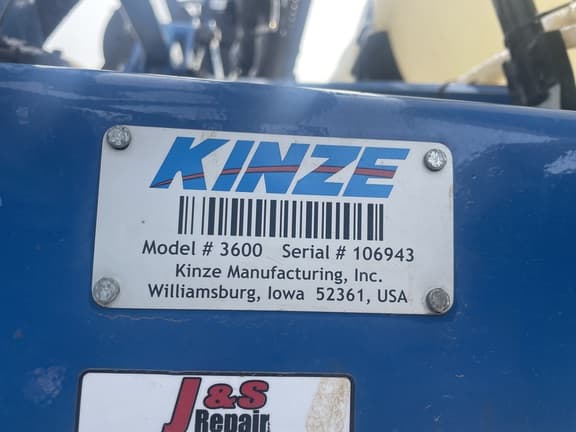 KINZE
Model # 3600 Serial # 106943
Kinze Manufacturing, Inc.
Williamsburg, Iowa 52361, USA
J&S
Repair